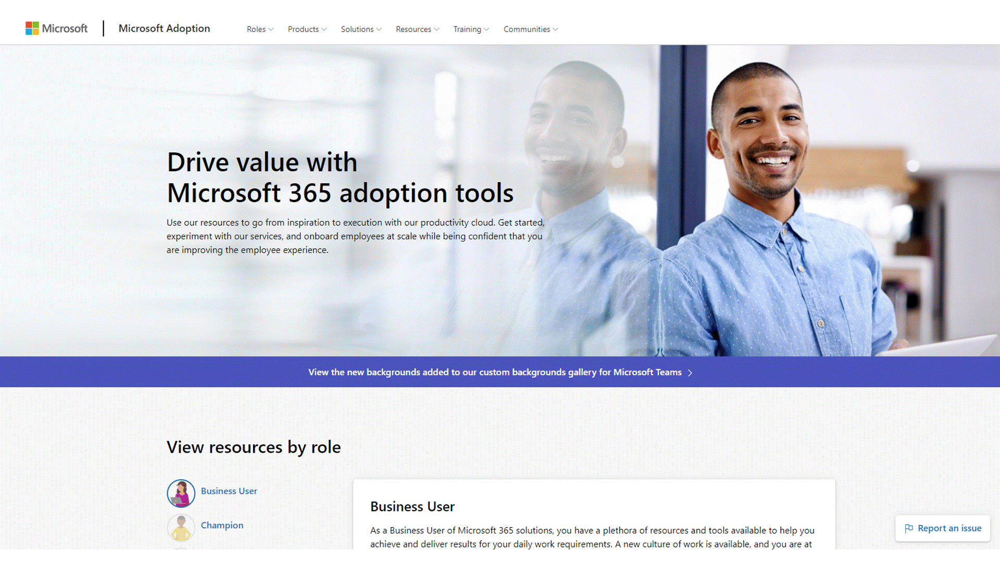 Microsoft
Microsoft Adoption
Roles
Products
Solutions
Resources
Training
Communities
Drive value with
Microsoft 365 adoption tools
Use our resources to go from inspiration to execution with our productivity cloud. Get started,
experiment with our services, and onboard employees at scale while being confident that you
are improving the employee experience.
View the new backgrounds added to our custom backgrounds gallery for Microsoft Teams
View resources by role
Business User
Champion
Business User
As a Business User of Microsoft 365 solutions, you have a plethora of resources and tools available to help you
achieve and deliver results for your daily work requirements. A new culture of work is available, and you are at
Report an issue